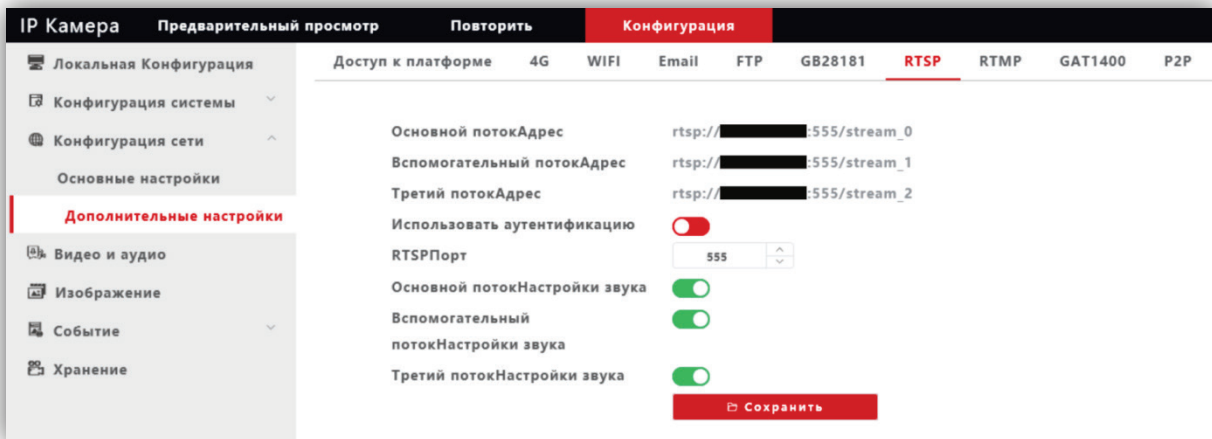 IP Камера Предварительный просмотр Повторить Конфигурация
Локальная Конфигурация
Конфигурация системы
Конфигурация сети
Основные настройки
Дополнительные настройки
Видео и аудио
Изображение
Событие
Хранение
Доступ к платформе 4G WIFI Email FTP GB28181 RTSP RTMP GAT1400 P2P
Основной потокАдрес rtsp:// :555/stream_0
Вспомогательный потокАдрес rtsp:// :555/stream_1
Третий потокАдрес rtsp:// :555/stream_2
Использовать аутентификацию
RTSPПорт 555
Основной потокНастройки звука
Вспомогательный
потокНастройки звука
Третий потокНастройки звука
Сохранить